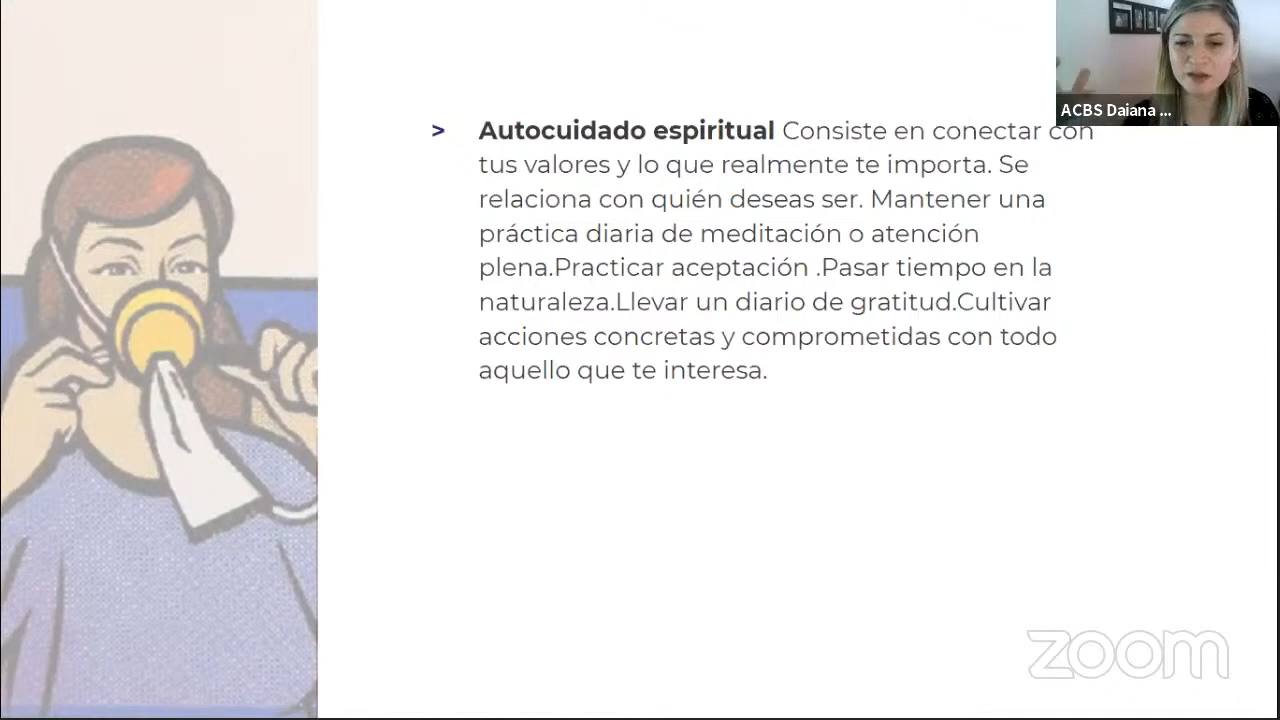 ACBS Daiana ...
> Autocuidado espiritual Consiste en conectar con
tus valores y lo que realmente te importa. Se
relaciona con quién deseas ser. Mantener una
práctica diaria de meditación o atención
plena.Practicar aceptación .Pasar tiempo en la
naturaleza.Llevar un diario de gratitud.Cultivar
acciones concretas y comprometidas con todo
aquello que te interesa.
zoom